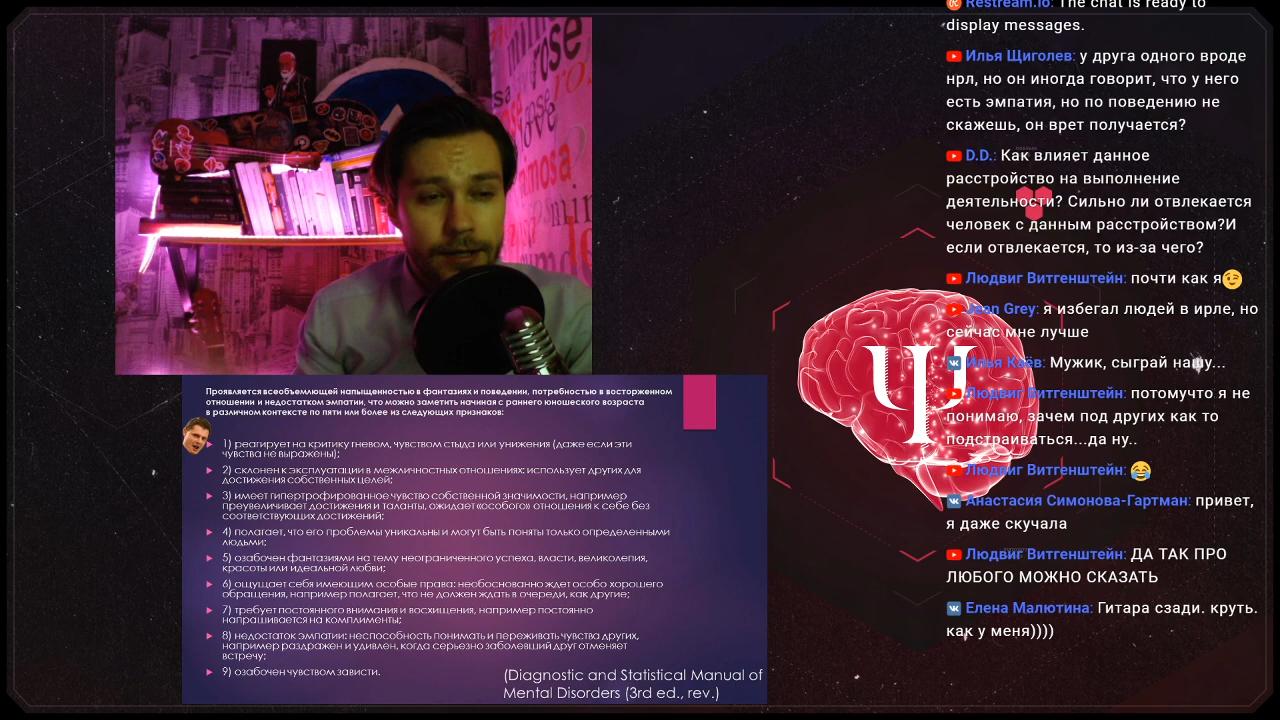 Restream.io: The chat is ready to
display messages.
Илья Щиголев: у друга одного вроде
нрл, но он иногда говорит, что у него
есть эмпатия, но по поведению не
скажешь, он врет получается?
D.D.: Как влияет данное
расстройство на выполнение
деятельности? Сильно ли отвлекается
человек с данным расстройством?И
если отвлекается, то из-за чего?
Людвиг Витгенштейн: почти как я😉
Jean Grey: я избегал людей в ирле, но
сейчас мне лучше
Илья Каёв: Мужик, сыграй нашу...
Людвиг Витгенштейн: потомучто я не
понимаю, зачем под других как то
подстраиваться...да ну..
Людвиг Витгенштейн: 😂
Анастасия Симонова-Гартман: привет,
я даже скучала
Людвиг Витгенштейн: ДА ТАК ПРО
ЛЮБОГО МОЖНО СКАЗАТЬ
Елена Малютина: Гитара сзади. круть.
как у меня))))
Ψ
Проявляется всеобъемлющей напыщенностью в фантазиях и поведении, потребностью в восторженном
отношении и недостатком эмпатии, что можно заметить начиная с раннего юношеского возраста
в различном контексте по пяти или более из следующих признаков:
1) реагирует на критику гневом, чувством стыда или унижения (даже если эти
чувства не выражены);
2) склонен к эксплуатации в межличностных отношениях: использует других для
достижения собственных целей;
3) имеет гипертрофированное чувство собственной значимости, например
преувеличивает достижения и таланты, ожидает «особого» отношения к себе без
соответствующих достижений;
4) полагает, что его проблемы уникальны и могут быть поняты только определенными
людьми;
5) озабочен фантазиями на тему неограниченного успеха, власти, великолепия,
красоты или идеальной любви;
6) ощущает себя имеющим особые права: необоснованно ждет особо хорошего
обращения, например полагает, что не должен ждать в очереди, как другие;
7) требует постоянного внимания и восхищения, например постоянно
напрашивается на комплименты;
8) недостаток эмпатии: неспособность понимать и переживать чувства других,
например раздражен и удивлен, когда серьезно заболевший друг отменяет
встречу;
9) озабочен чувством зависти.
(Diagnostic and Statistical Manual of
Mental Disorders (3rd ed., rev.)